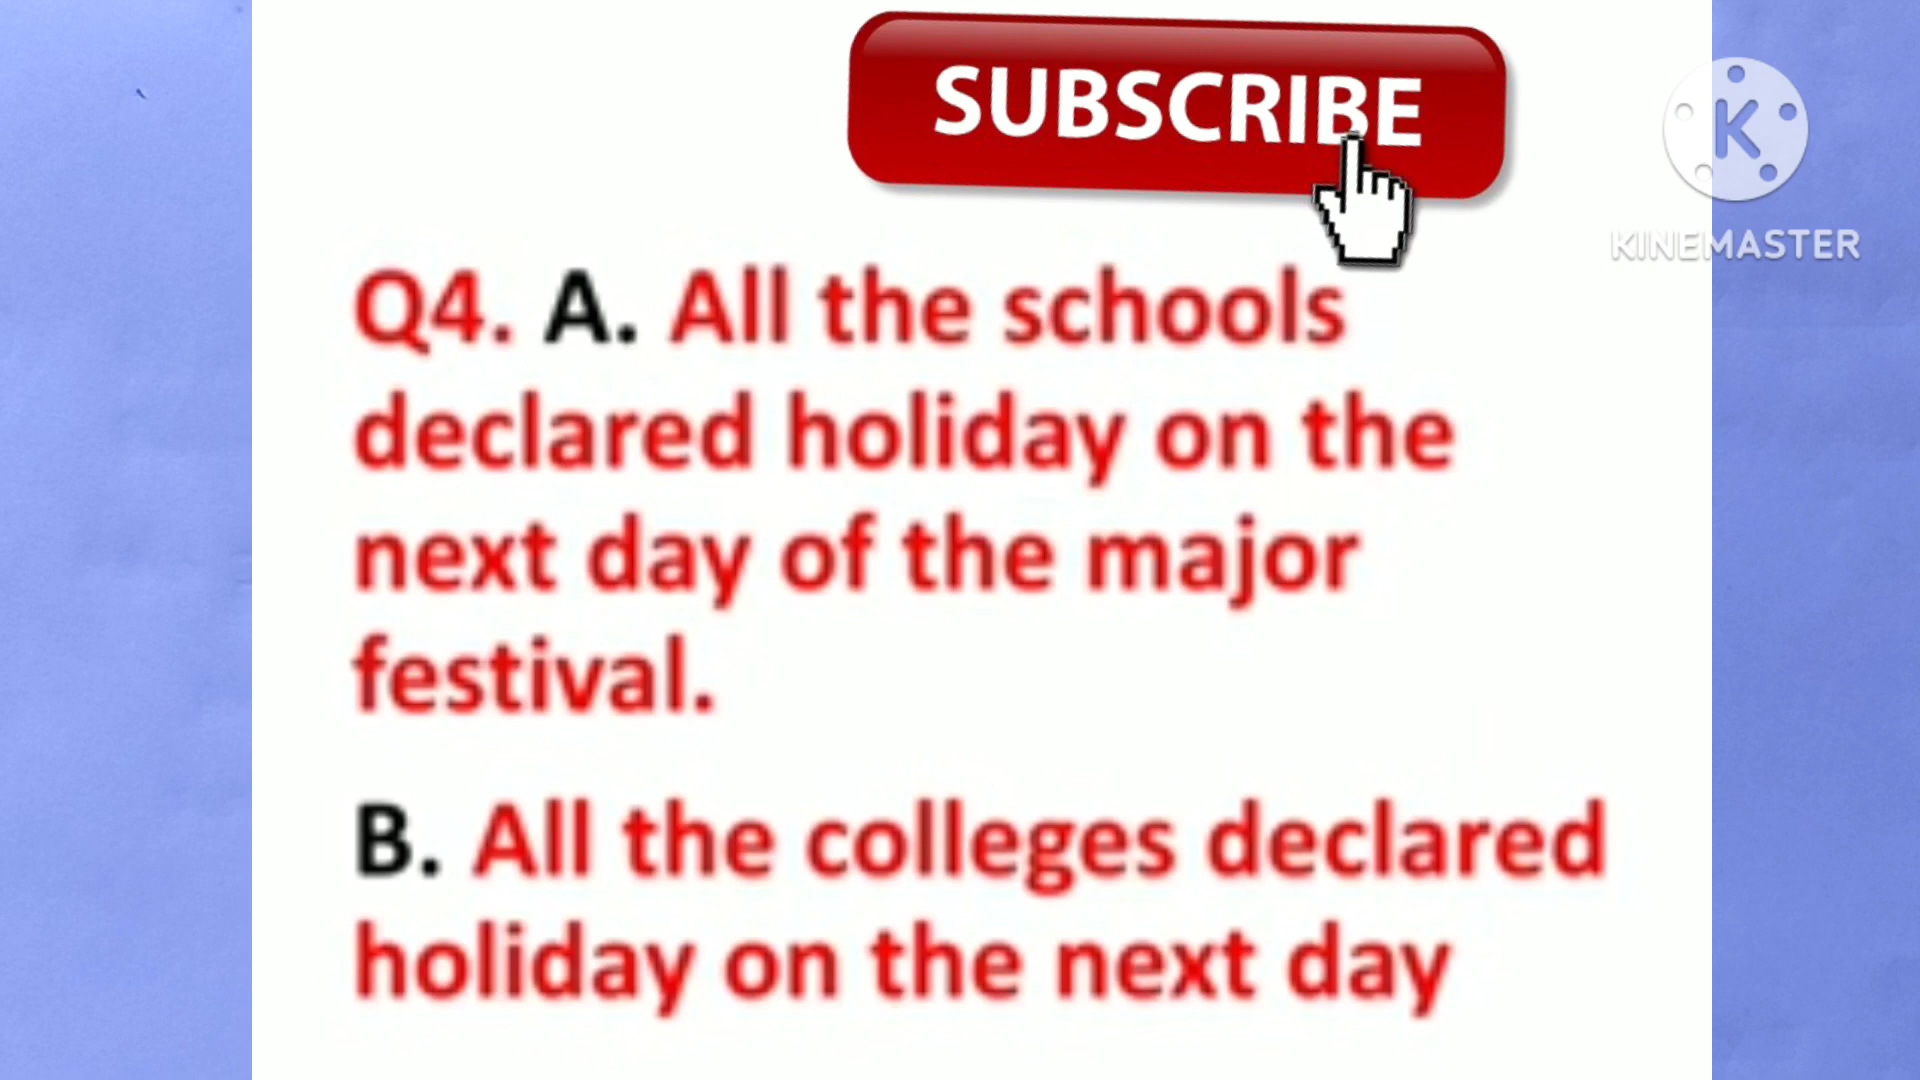 SUBSCRIBE
K
KINEMASTER
Q4. A. All the schools
declared holiday on the
next day of the major
festival.
B. All the colleges declared
holiday on the next day